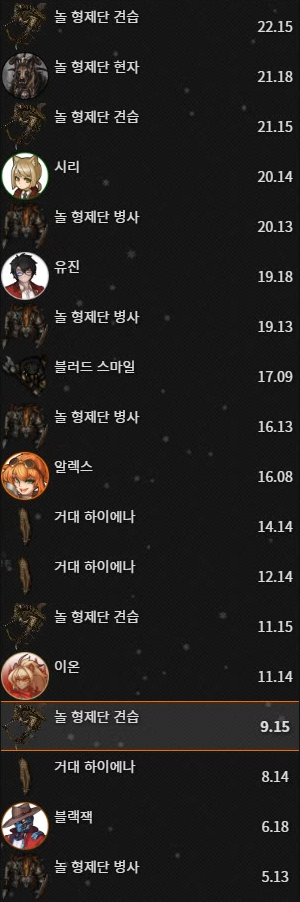 놀 형제단 견습
22.15
놀 형제단 현자
21.18
놀 형제단 견습
21.15
시리
20.14
놀 형제단 병사
20.13
유진
19.18
놀 형제단 병사
19.13
블러드 스마일
17.09
놀 형제단 병사
16.13
알렉스
16.08
거대 하이에나
14.14
거대 하이에나
12.14
놀 형제단 견습
11.15
이온
11.14
놀 형제단 견습
9.15
거대 하이에나
8.14
블랙잭
6.18
놀 형제단 병사
5.13